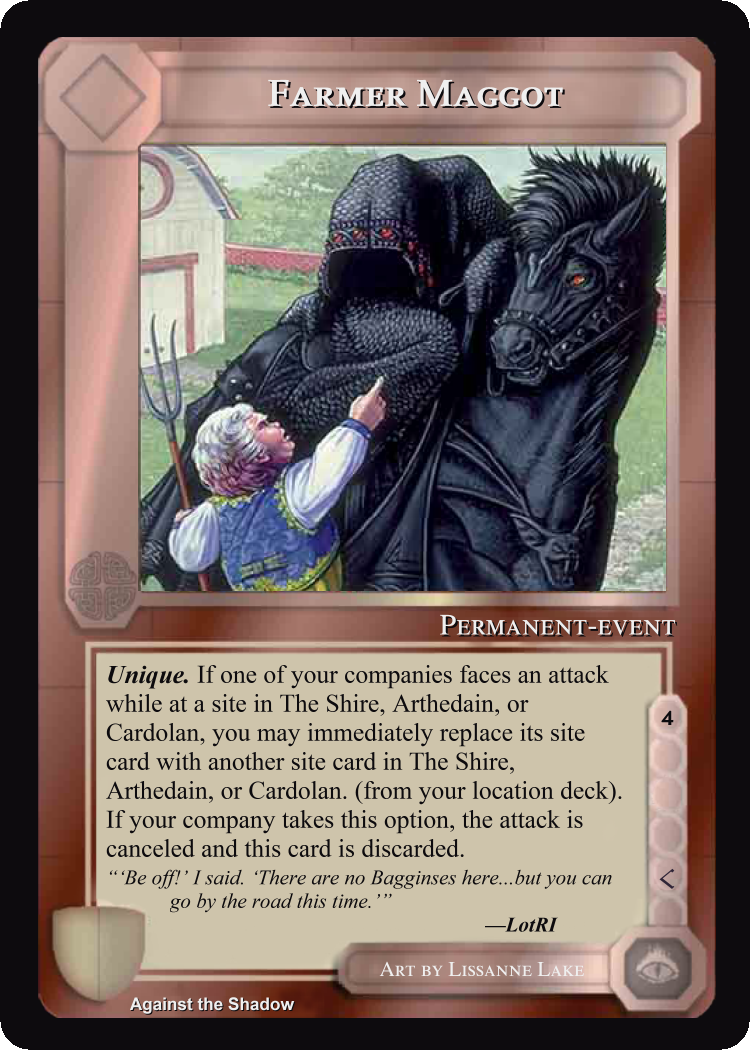 Farmer Maggot
Permanent-event
Unique. If one of your companies faces an attack
while at a site in The Shire, Arthedain, or
Cardolan, you may immediately replace its site
card with another site card in The Shire,
Arthedain, or Cardolan. (from your location deck).
If your company takes this option, the attack is
canceled and this card is discarded.
4
"'Be off!' I said. 'There are no Bagginses here...but you can
go by the road this time.'"
—LotRI
Art by Lissanne Lake
Against the Shadow